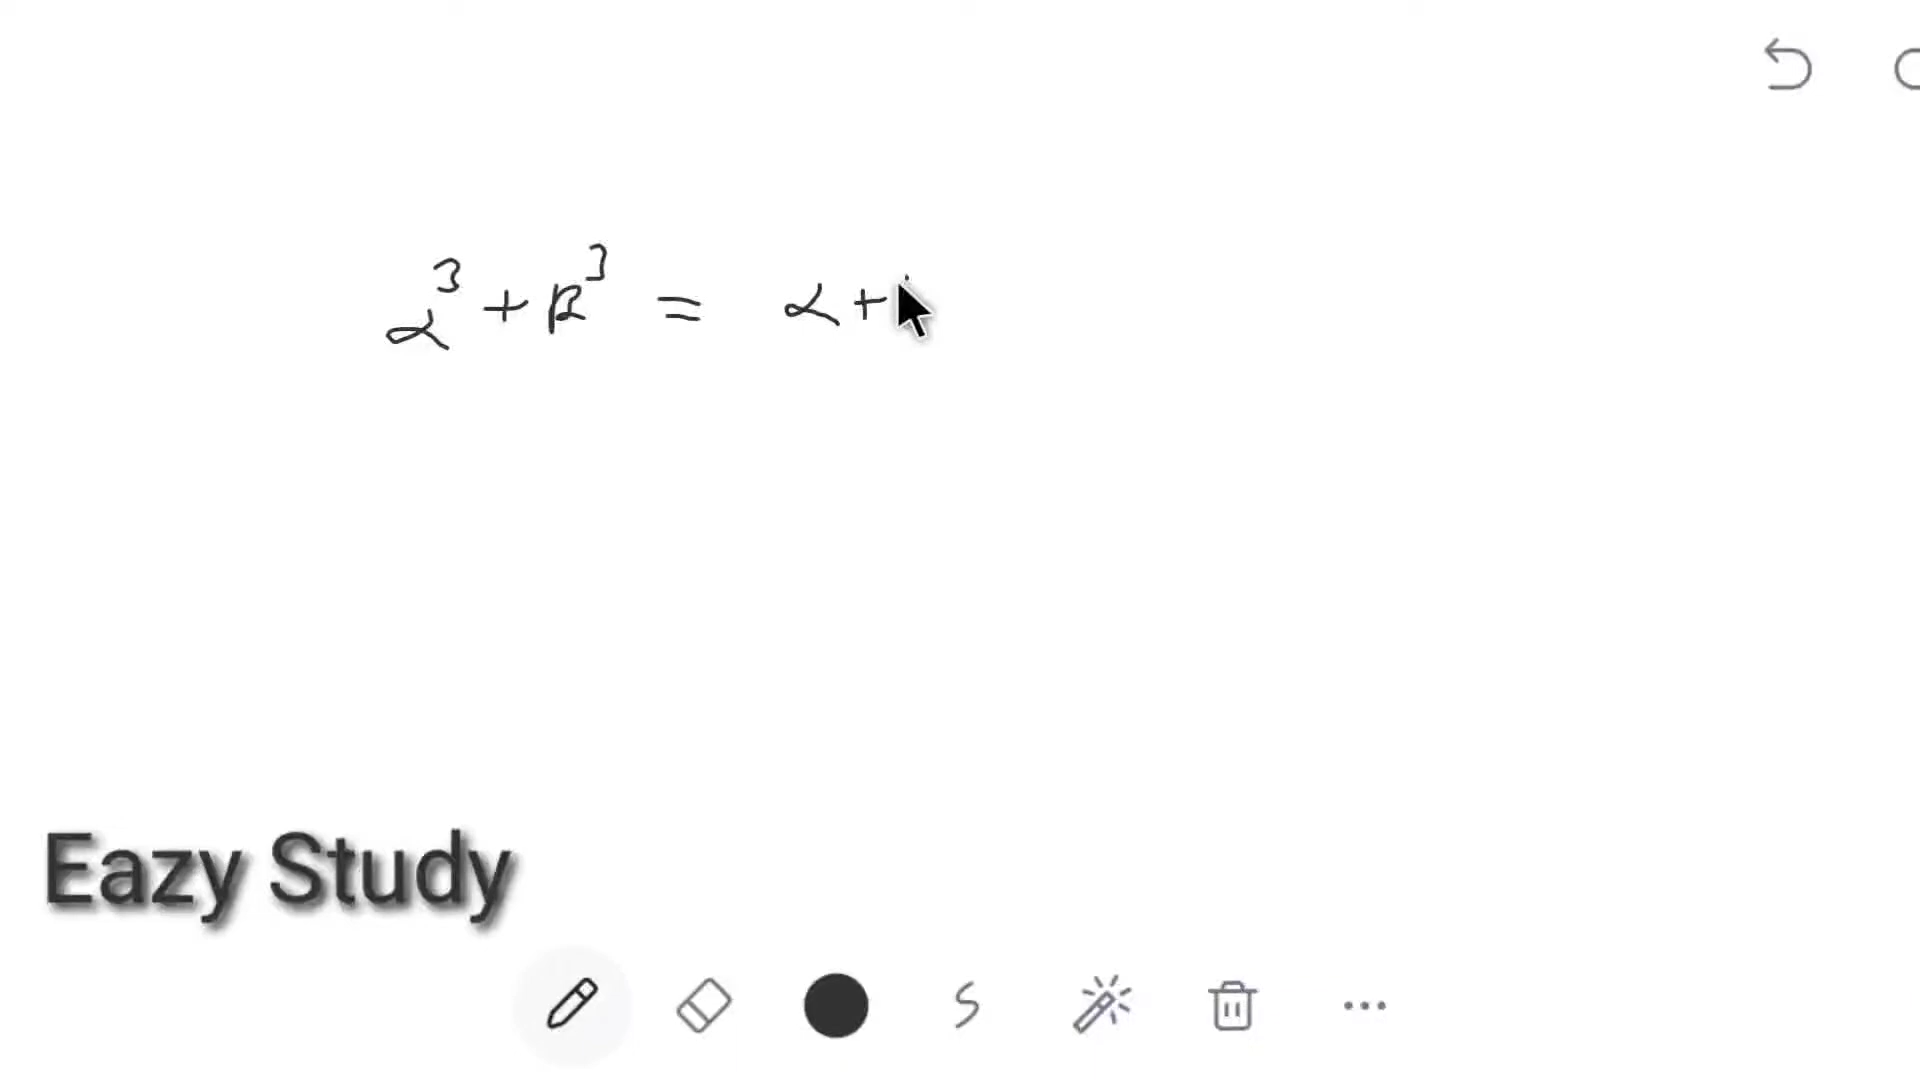 α³ + β³ = α +
Eazy Study